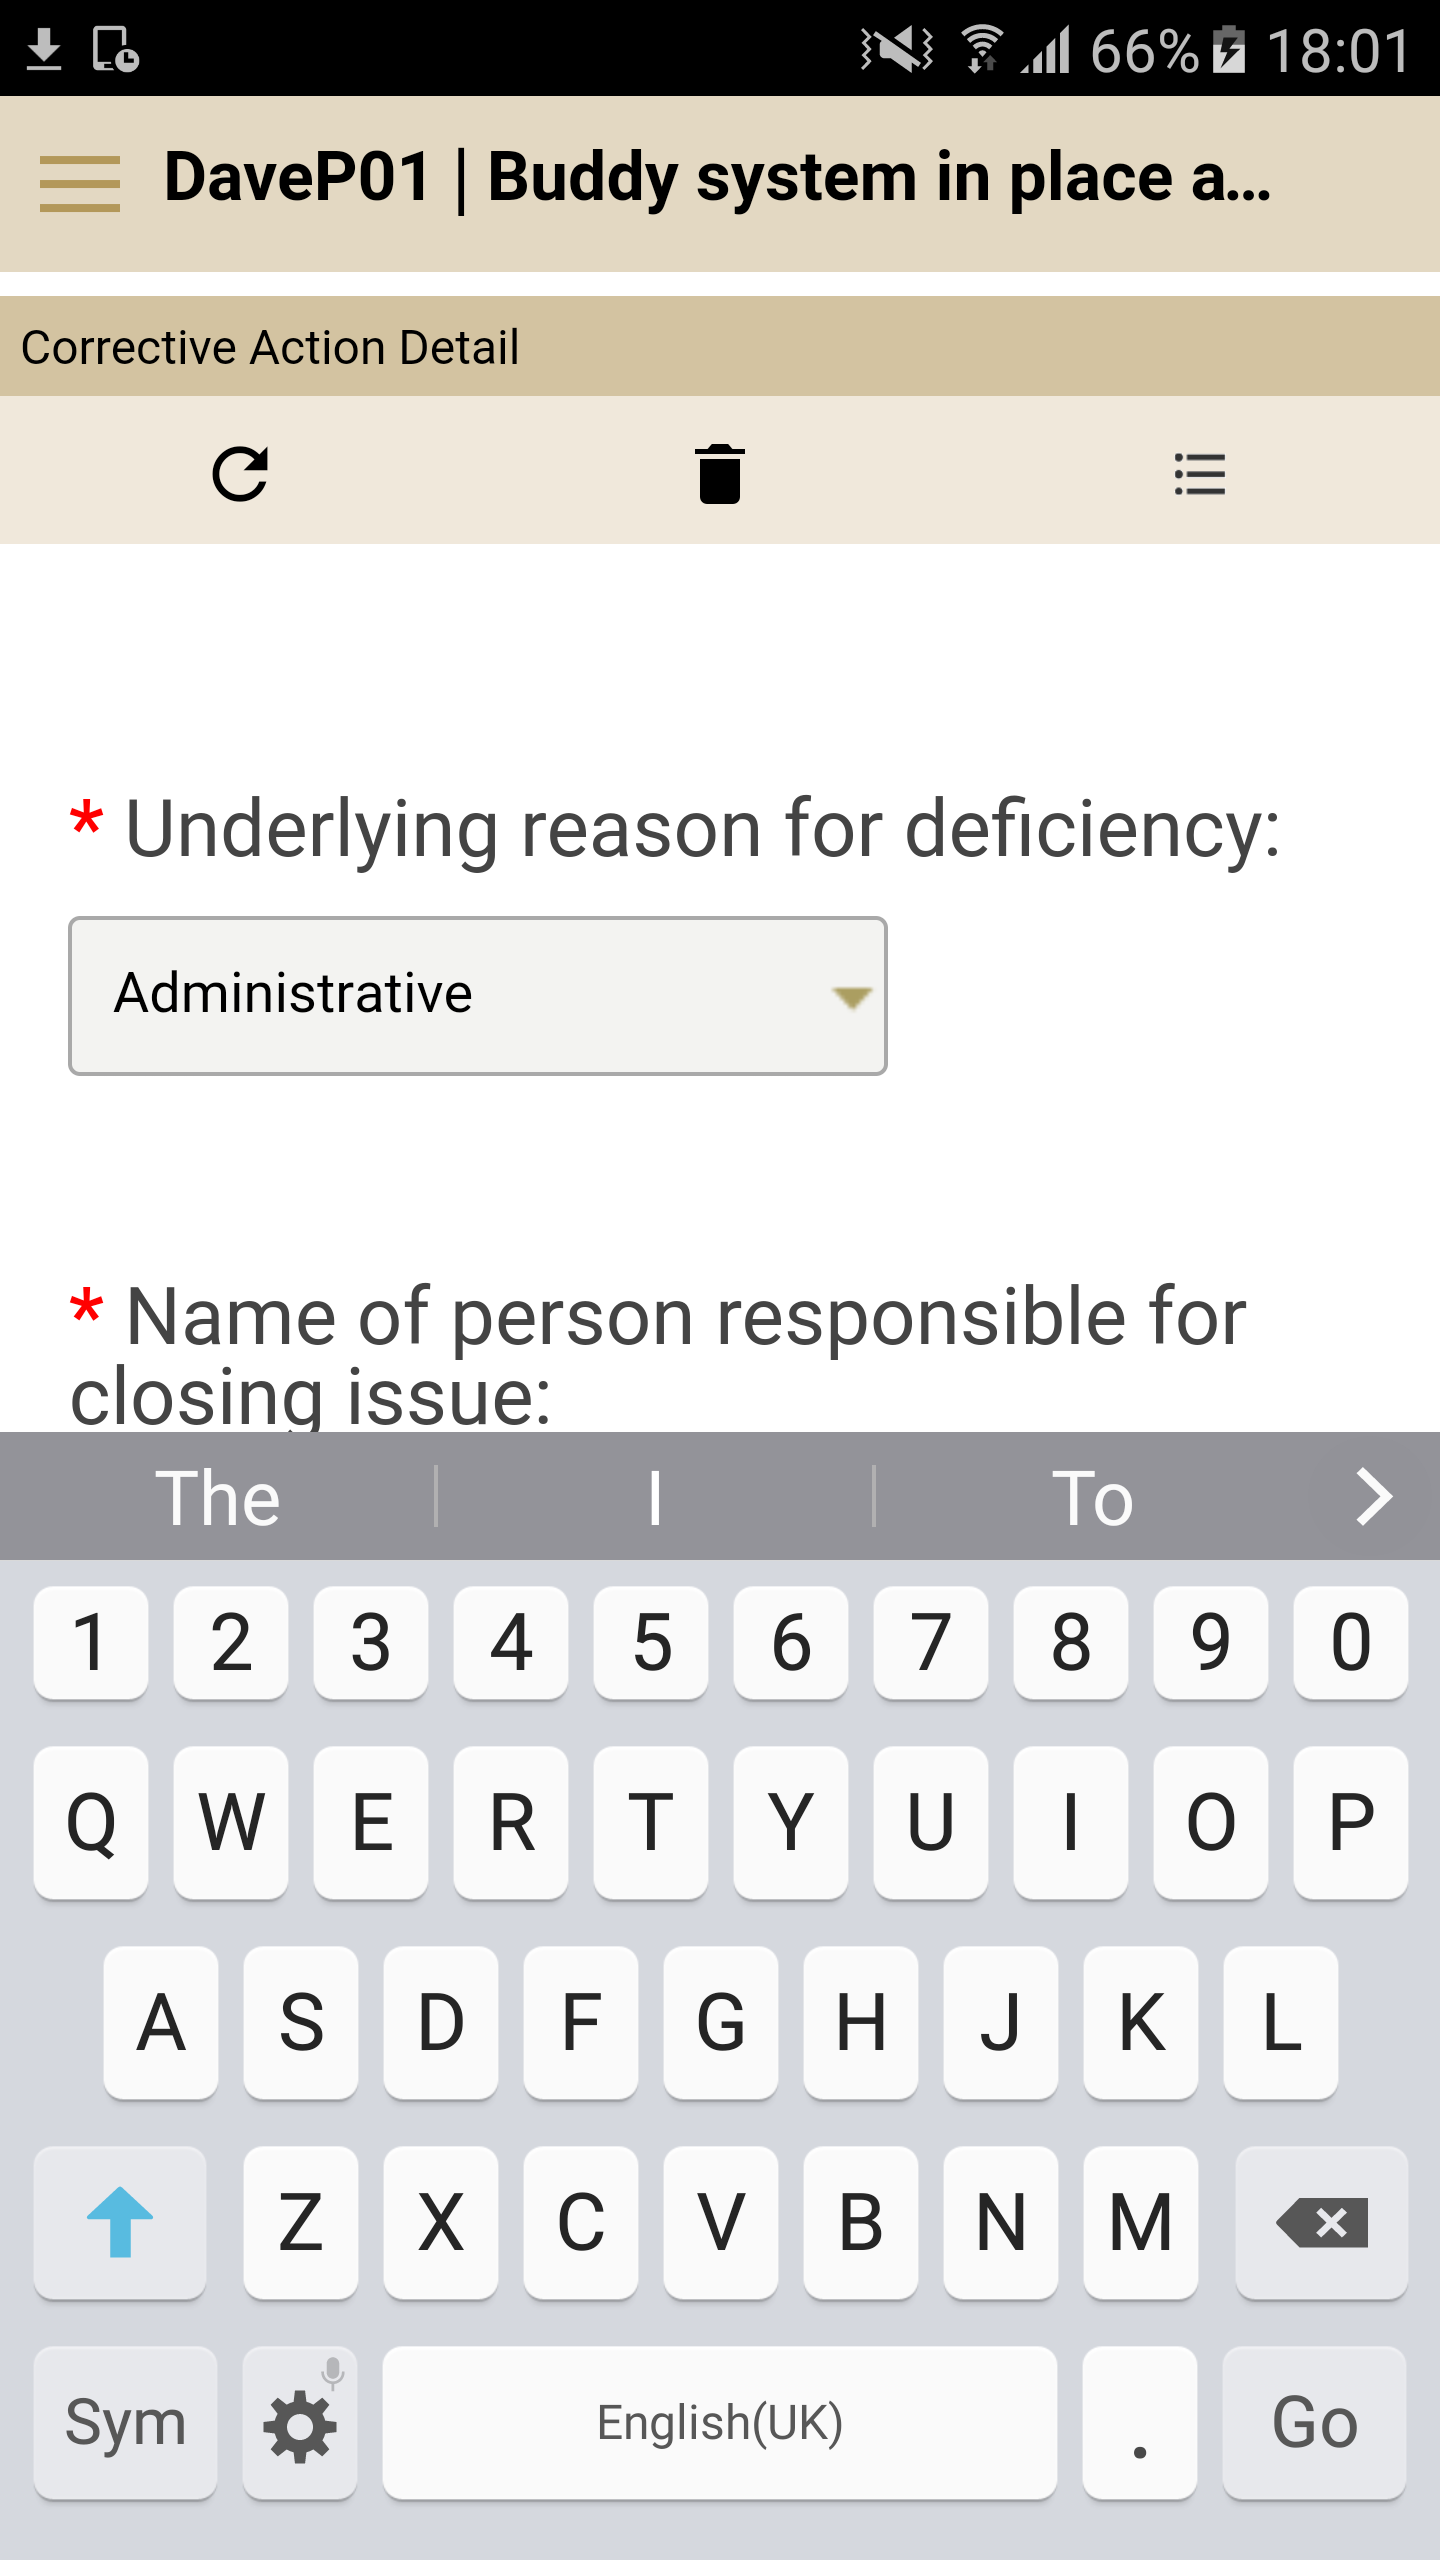 66% 18:01
DaveP01 | Buddy system in place a...
Corrective Action Detail
* Underlying reason for deficiency:
Administrative
* Name of person responsible for
closing issue:
The I To
1 2 3 4 5 6 7 8 9 0
Q W E R T Y U I O P
A S D F G H J K L
Z X C V B N M
Sym English(UK) . Go